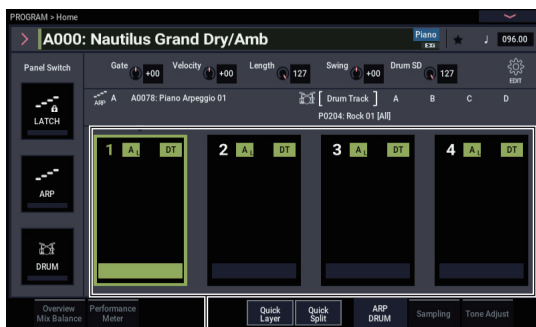 PROGRAM > Home
A000: Nautilus Grand Dry/Amb
Piano
EXi
096.00
Panel Switch
Gate +00 Velocity +00 Length 127 Swing +00 Drum SD 127
EDIT
ARP A A0078: Piano Arpeggio 01 [ Drum Track ] A B C D
P0204: Rock 01 [All]
LATCH
ARP
DRUM
1 A L DT 2 A L DT 3 A L DT 4 A L DT
Overview Performance Quick Quick ARP Sampling Tone Adjust
Mix Balance Meter Layer Split DRUM